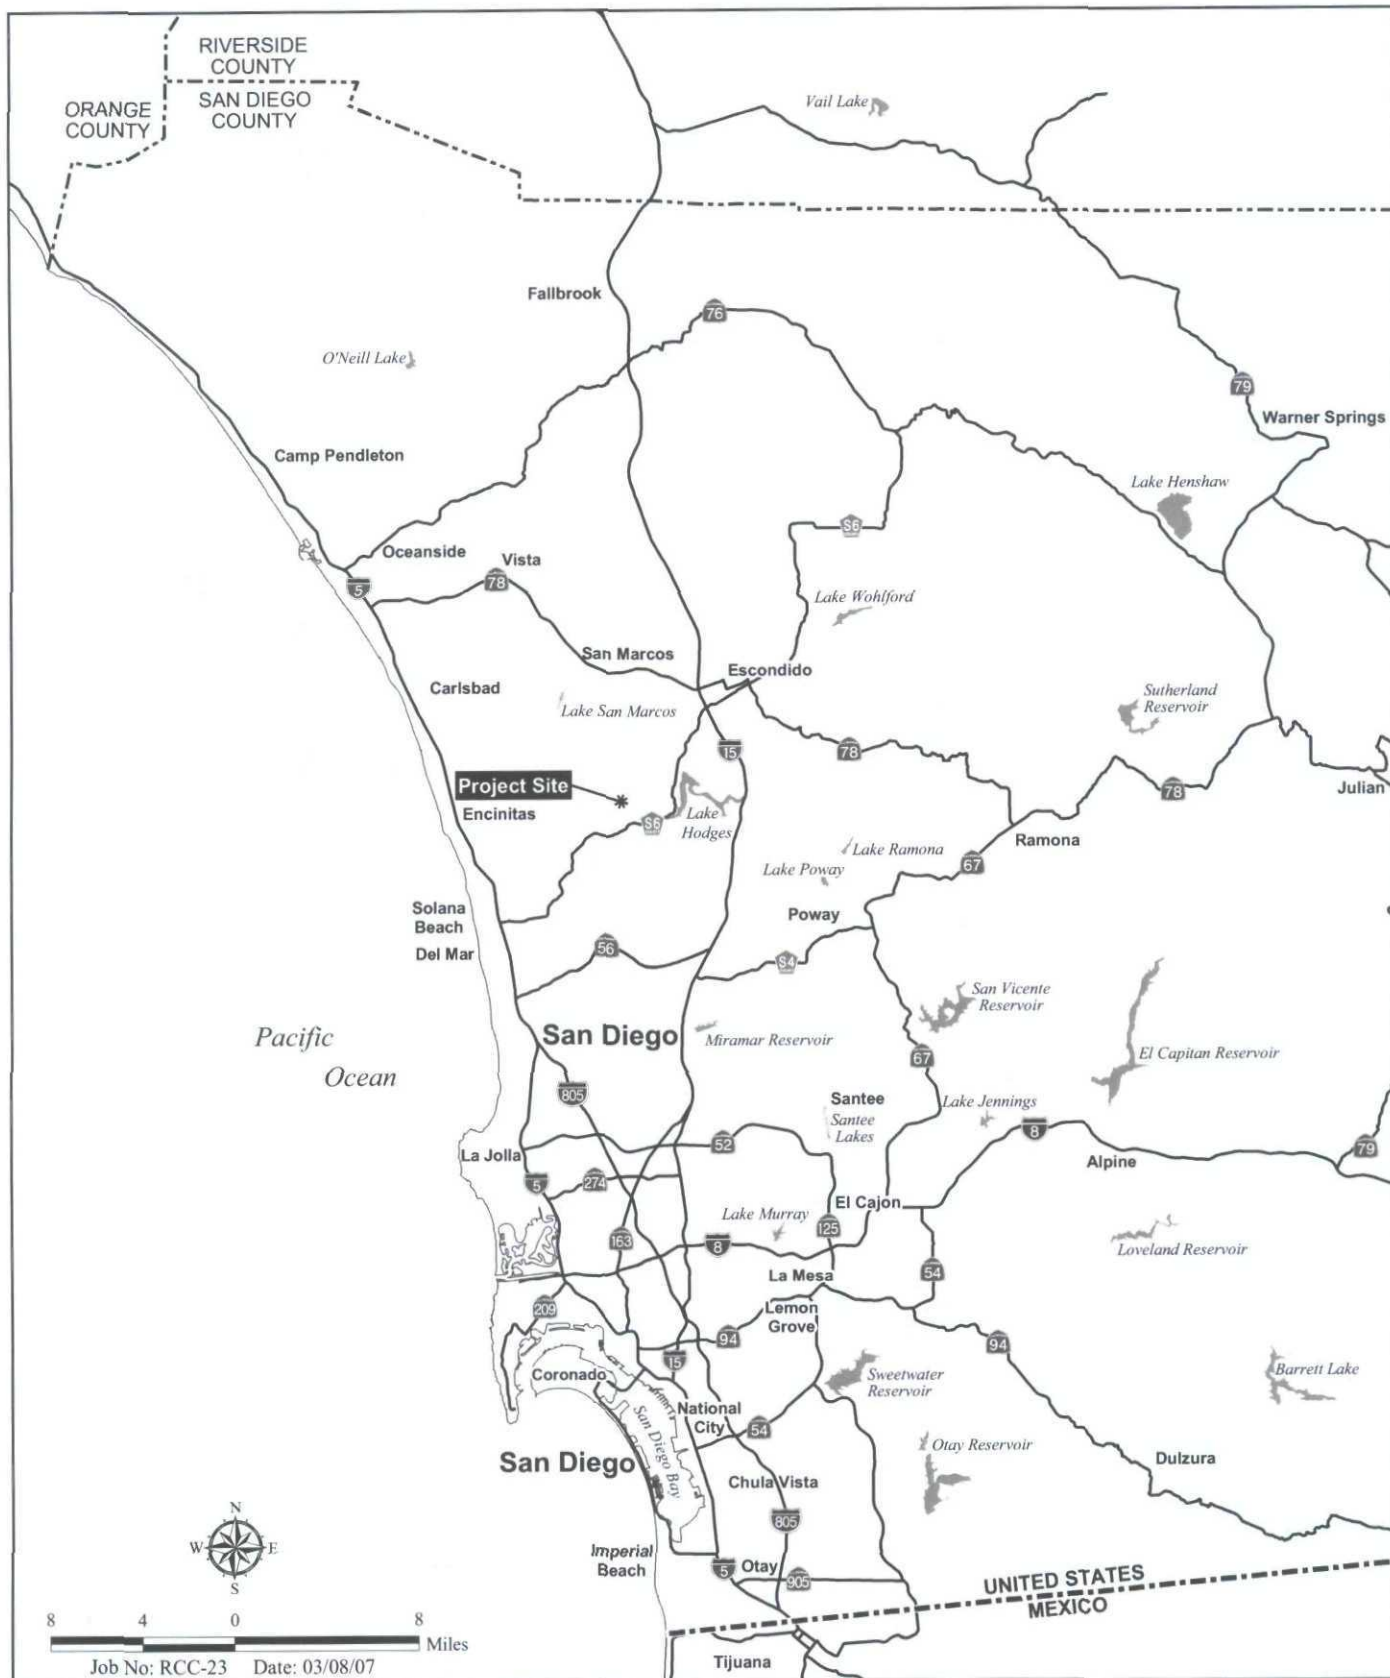 RIVERSIDE
COUNTY
ORANGE
COUNTY
SAN DIEGO
COUNTY
Vail Lake
Fallbrook
76
O'Neill Lake
79
Warner Springs
Camp Pendleton
Lake Henshaw
S6
Oceanside
Vista
78
5
Lake Wohlford
San Marcos
Escondido
Carlsbad
Lake San Marcos
Sutherland
Reservoir
15
78
Project Site
78
Julian
Encinitas
S6
Lake
Hodges
Ramona
Lake Ramona
67
Lake Poway
Solana
Beach
Poway
Del Mar
56
S4
San Vicente
Reservoir
Pacific
Ocean
San Diego
Miramar Reservoir
67
El Capitan Reservoir
805
Santee
Santee
Lakes
Lake Jennings
8
52
La Jolla
Alpine
79
5
274
El Cajon
Lake Murray
125
163
8
Loveland Reservoir
La Mesa
54
209
Lemon
Grove
94
94
15
Coronado
Sweetwater
Reservoir
Barrett Lake
National
City
54
San Diego Bay
Otay Reservoir
San Diego
Dulzura
Chula Vista
805
Imperial
Beach
5
Otay
905
UNITED STATES
MEXICO
Tijuana
N
W
E
S
8
4
0
8
Miles
Job No: RCC-23 Date: 03/08/07